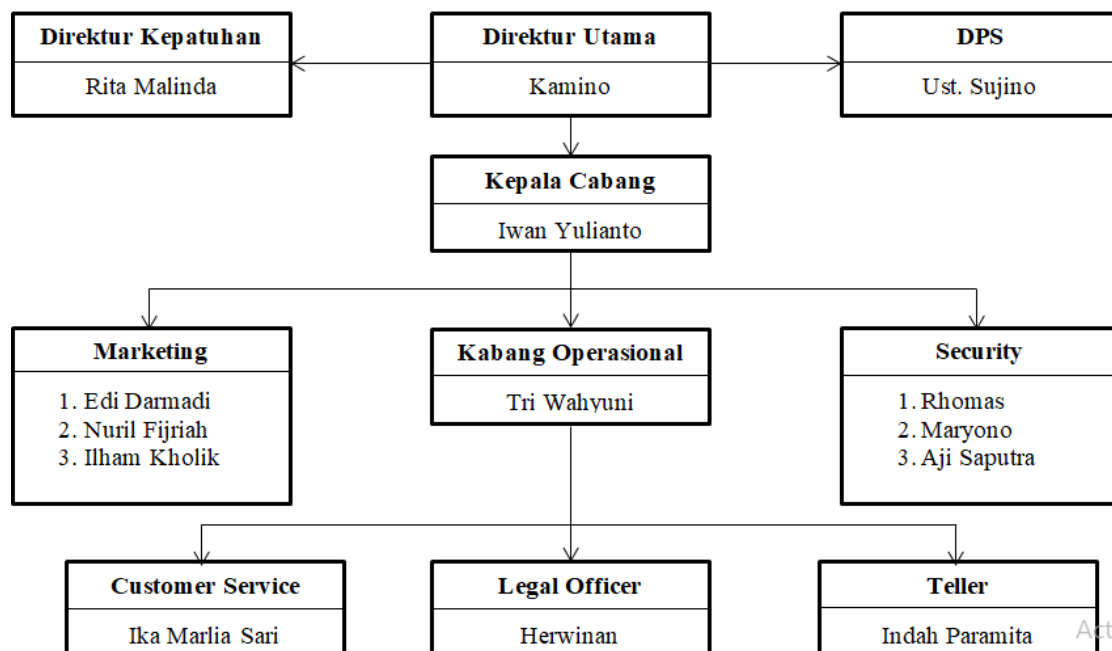 Direktur Kepatuhan
Rita Malinda
Direktur Utama
Kamino
DPS
Ust. Sujino
Kepala Cabang
Iwan Yulianto
Marketing
1. Edi Darmadi
2. Nuril Fijriah
3. Ilham Kholik
Kabang Operasional
Tri Wahyuni
Security
1. Rhomas
2. Maryono
3. Aji Saputra
Customer Service
Ika Marlia Sari
Legal Officer
Herwinan
Teller
Indah Paramita
Act